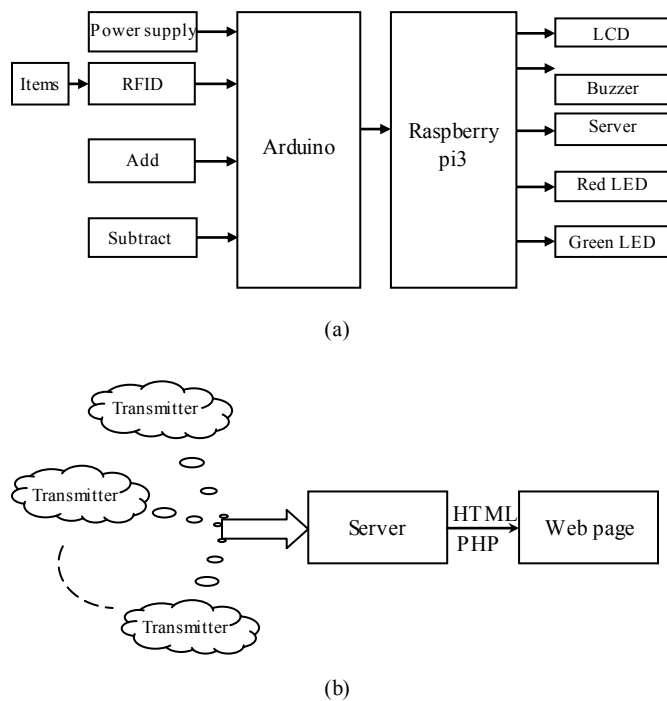 Power supply
Items
RFID
Add
Subtract
Arduino
Raspberry
pi3
LCD
Buzzer
Server
Red LED
Green LED
(a)
Transmitter
Transmitter
Transmitter
Server
HTML
PHP
Web page
(b)